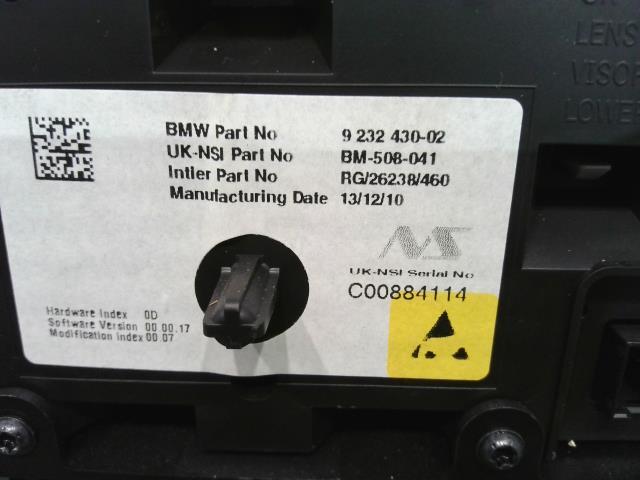 LENS
BMW Part No 9 232 430-02
UK-NSI Part No BM-508-041
Intier Part No RG/26238/460
Manufacturing Date 13/12/10
NS
UK-NSI Serial No
C00884114
Hardware Index 0D
Software Version 00.00.17
Modification Index 00.07